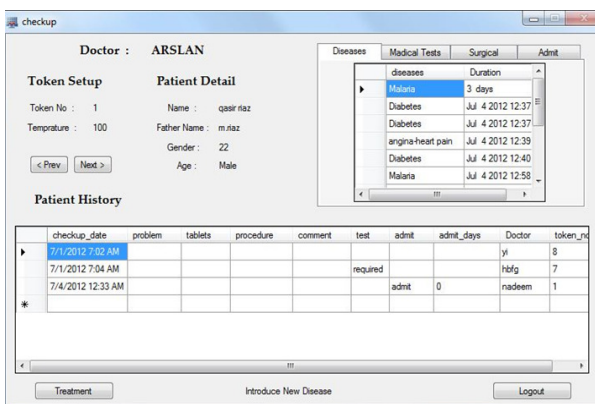 checkup
Doctor : ARSLAN
Token Setup
Patient Detail
Token No : 1
Name : qasir riaz
Temprature : 100
Father Name : m.riaz
Gender : 22
Age : Male
< Prev
Next >
Diseases
Madical Tests
Surgical
Admit
diseases Duration
Malaria 3 days
Diabetes Jul 4 2012 12:37
Diabetes Jul 4 2012 12:37
angina-heart pain Jul 4 2012 12:39
Diabetes Jul 4 2012 12:40
Malaria Jul 4 2012 12:58
Patient History
checkup_date problem tablets procedure comment test admit admit_days Doctor token_no
7/1/2012 7:02 AM yi 8
7/1/2012 7:04 AM required hbfg 7
7/4/2012 12:33 AM admit 0 nadeem 1
Treatment
Introduce New Disease
Logout